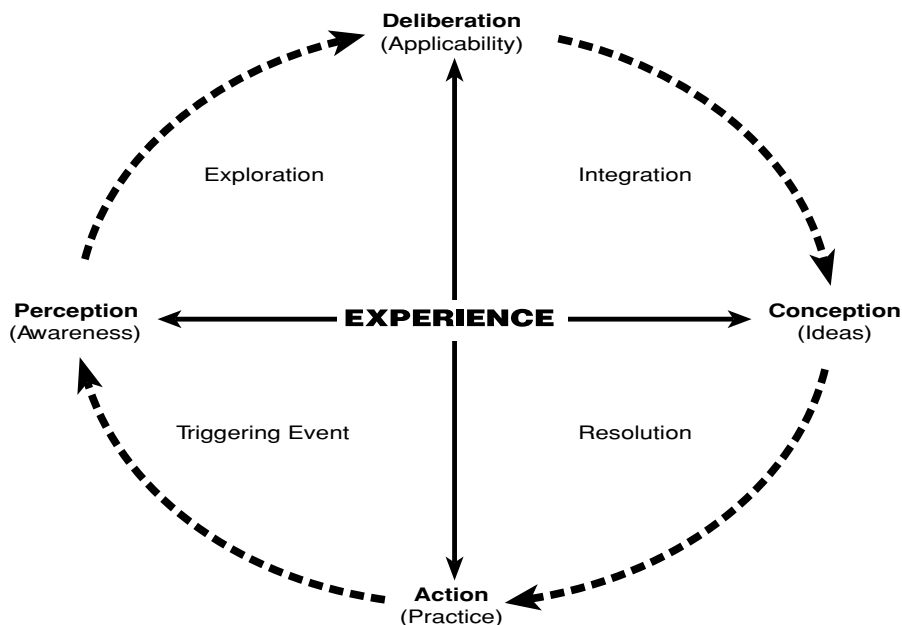 Deliberation
(Applicability)
Exploration
Integration
Perception
(Awareness)
EXPERIENCE
Conception
(Ideas)
Triggering Event
Resolution
Action
(Practice)